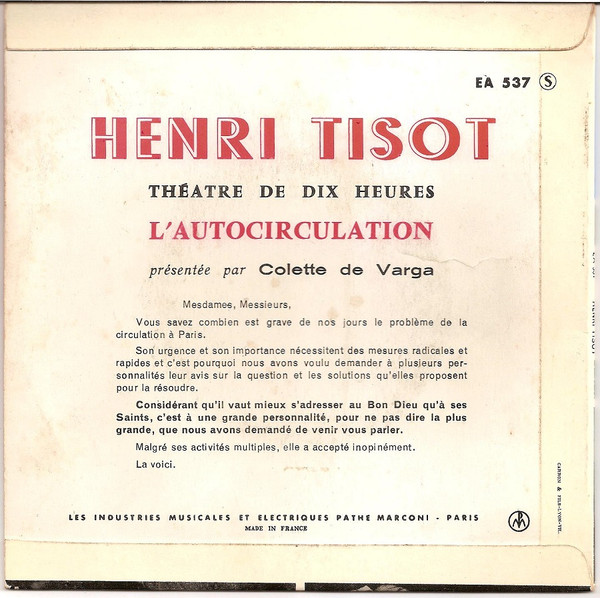 EA 537 Ⓢ
HENRI TISOT
THÉATRE DE DIX HEURES
L'AUTOCIRCULATION
présentée par Colette de Varga
Mesdames, Messieurs,
Vous savez combien est grave de nos jours le problème de la
circulation à Paris.
Son urgence et son importance nécessitent des mesures radicales et
rapides et c'est pourquoi nous avons voulu demander à plusieurs per-
sonnalités leur avis sur la question et les solutions qu'elles proposent
pour la résoudre.
Considérant qu'il vaut mieux s'adresser au Bon Dieu qu'à ses
Saints, c'est à une grande personnalité, pour ne pas dire la plus
grande, que nous avons demandé de venir vous parler.
Malgré ses activités multiples, elle a accepté inopinément.
La voici.
LES INDUSTRIES MUSICALES ET ELECTRIQUES PATHE MARCONI - PARIS
MADE IN FRANCE